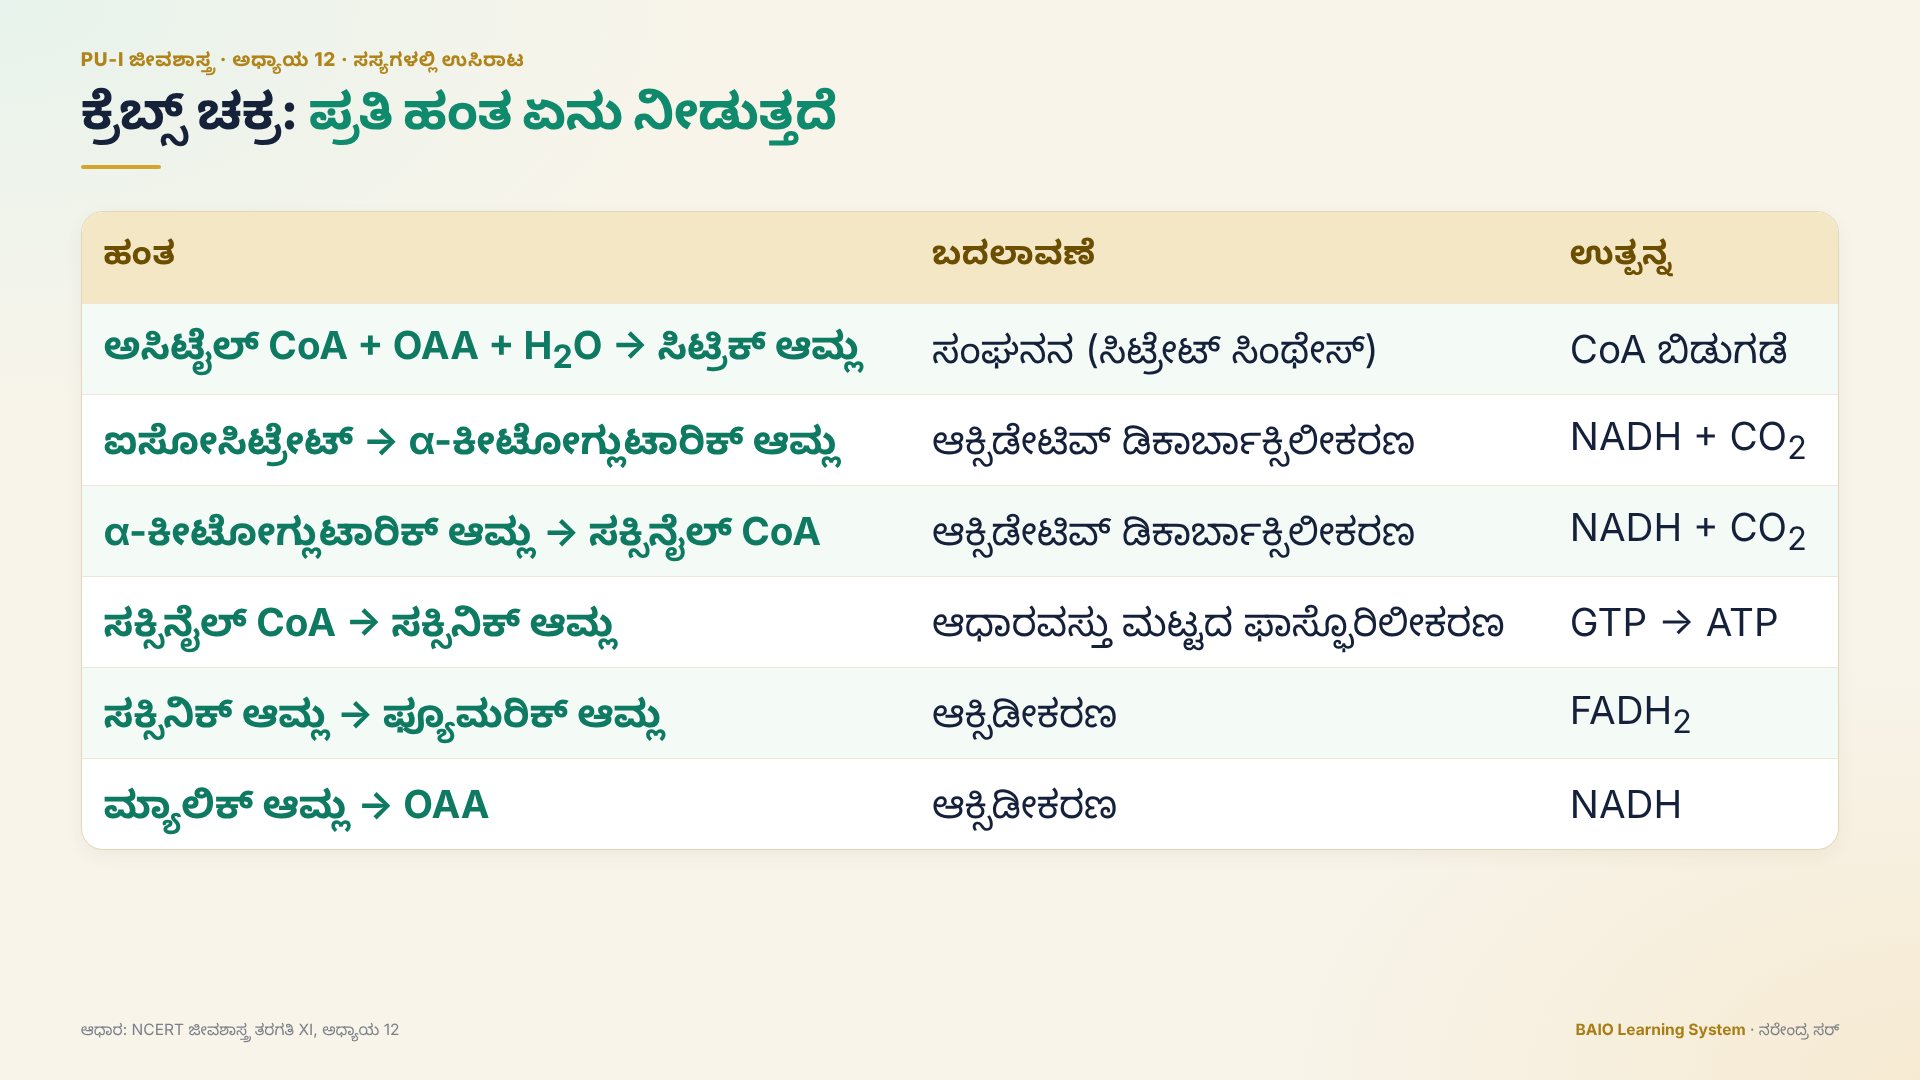 PU-I ಜೀವಶಾಸ್ತ್ರ · ಅಧ್ಯಾಯ 12 · ಸಸ್ಯಗಳಲ್ಲಿ ಉಸಿರಾಟ
ಕ್ರೆಬ್ಸ್ ಚಕ್ರ: ಪ್ರತಿ ಹಂತ ಏನು ನೀಡುತ್ತದೆ
ಹಂತ ಬದಲಾವಣೆ ಉತ್ಪನ್ನ
ಅಸಿಟೈಲ್ CoA + OAA + H₂O → ಸಿಟ್ರಿಕ್ ಆಮ್ಲ ಸಂಘನನ (ಸಿಟ್ರೇಟ್ ಸಿಂಥೇಸ್) CoA ಬಿಡುಗಡೆ
ಐಸೋಸಿಟ್ರೇಟ್ → α-ಕೀಟೋಗ್ಲುಟಾರಿಕ್ ಆಮ್ಲ ಆಕ್ಸಿಡೇಟಿವ್ ಡಿಕಾರ್ಬಾಕ್ಸಿಲೀಕರಣ NADH + CO₂
α-ಕೀಟೋಗ್ಲುಟಾರಿಕ್ ಆಮ್ಲ → ಸಕ್ಸಿನೈಲ್ CoA ಆಕ್ಸಿಡೇಟಿವ್ ಡಿಕಾರ್ಬಾಕ್ಸಿಲೀಕರಣ NADH + CO₂
ಸಕ್ಸಿನೈಲ್ CoA → ಸಕ್ಸಿನಿಕ್ ಆಮ್ಲ ಆಧಾರವಸ್ತು ಮಟ್ಟದ ಫಾಸ್ಫೊರಿಲೀಕರಣ GTP → ATP
ಸಕ್ಸಿನಿಕ್ ಆಮ್ಲ → ಫ್ಯೂಮರಿಕ್ ಆಮ್ಲ ಆಕ್ಸಿಡೀಕರಣ FADH₂
ಮ್ಯಾಲಿಕ್ ಆಮ್ಲ → OAA ಆಕ್ಸಿಡೀಕರಣ NADH
ಆಧಾರ: NCERT ಜೀವಶಾಸ್ತ್ರ ತರಗತಿ XI, ಅಧ್ಯಾಯ 12
BAIO Learning System · ನರೇಂದ್ರ ಸರ್